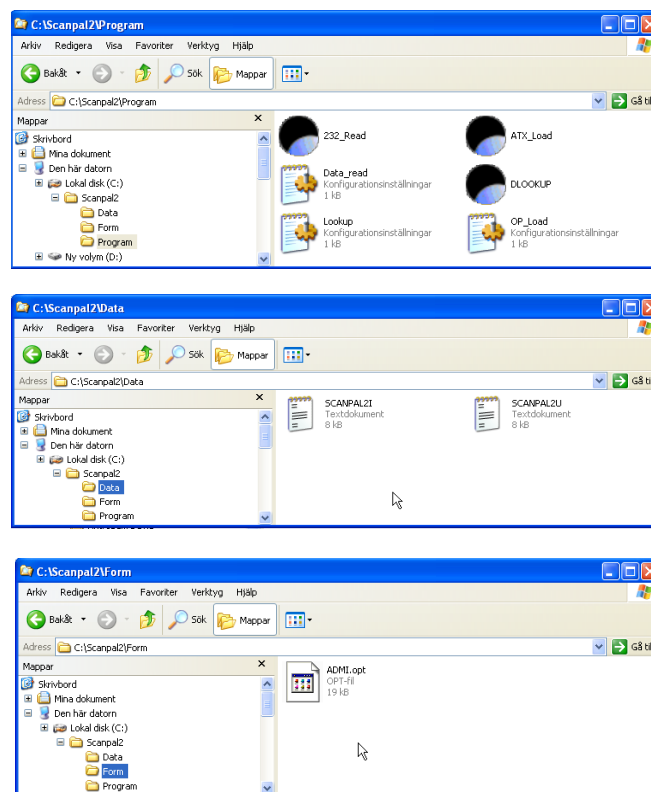 C:\Scanpal2\Program
Arkiv Redigera Visa Favoriter Verktyg Hjälp
Bakåt Sök Mappar
Adress C:\Scanpal2\Program Gå til
Mappar x
Skrivbord
Mina dokument
Den här datorn
Lokal disk (C:)
Scanpal2
Data
Form
Program
Ny volym (D:)
232_Read
ATX_Load
Data_read
Konfigurationsinställningar
1 kB
DLOOKUP
Lookup
Konfigurationsinställningar
1 kB
OP_Load
Konfigurationsinställningar
1 kB
C:\Scanpal2\Data
Arkiv Redigera Visa Favoriter Verktyg Hjälp
Bakåt Sök Mappar
Adress C:\Scanpal2\Data Gå ti
Mappar x
Skrivbord
Mina dokument
Den här datorn
Lokal disk (C:)
Scanpal2
Data
Form
Program
SCANPAL2I
Textdokument
8 kB
SCANPAL2U
Textdokument
8 kB
C:\Scanpal2\Form
Arkiv Redigera Visa Favoriter Verktyg Hjälp
Bakåt Sök Mappar
Adress C:\Scanpal2\Form Gå til
Mappar x
Skrivbord
Mina dokument
Den här datorn
Lokal disk (C:)
Scanpal2
Data
Form
Program
ADMI.opt
OPT-fil
19 kB